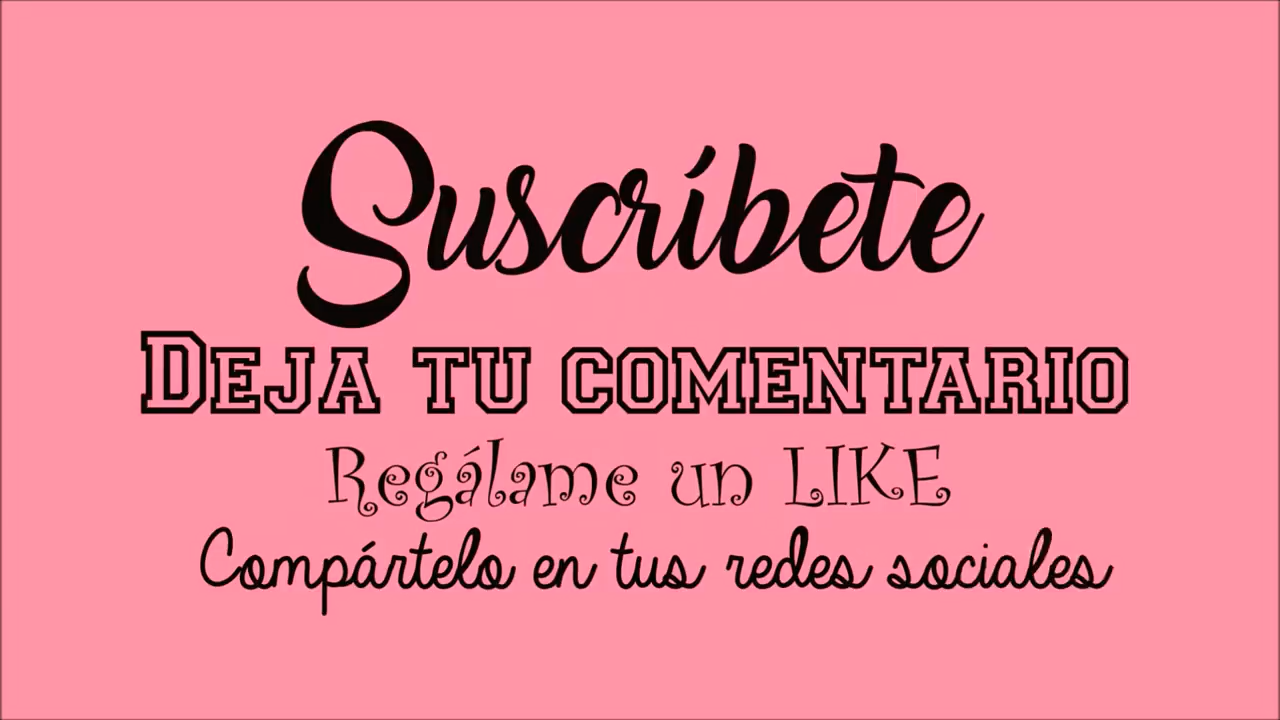 Suscríbete
DEJA TU COMENTARIO
Regálame un LIKE
Compártelo en tus redes sociales